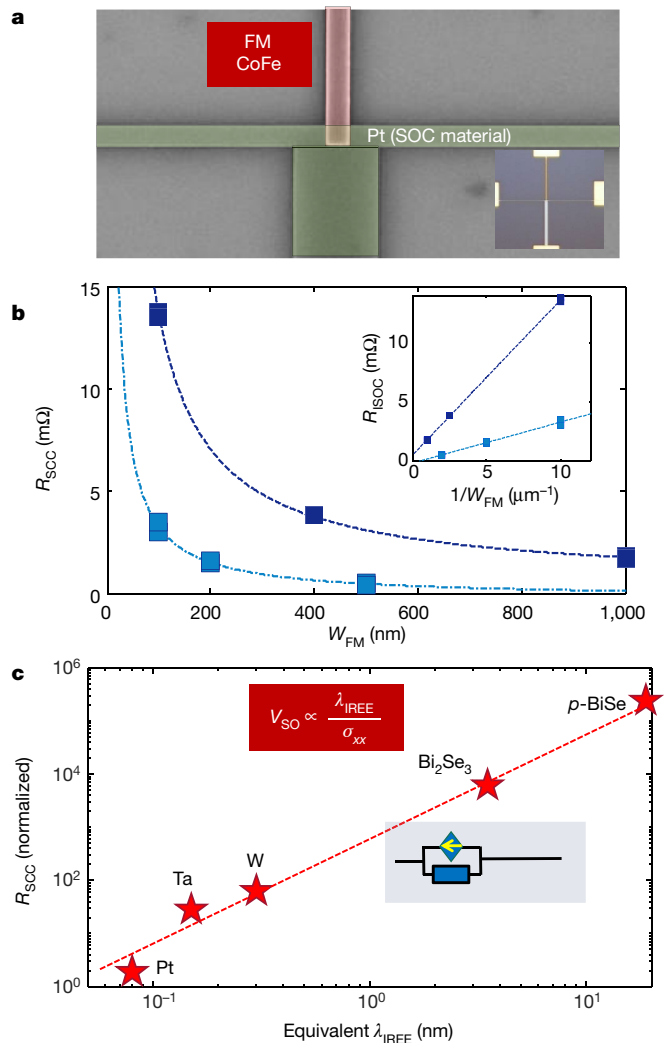 a
FM
CoFe
Pt (SOC material)
b
15
10
5
0
R_SCC (mΩ)
0
200
400
600
800
1,000
W_FM (nm)
10
5
0
R_ISOC (mΩ)
0
5
10
1/W_FM (μm⁻¹)
c
10⁶
10⁴
10²
10⁰
R_SCC (normalized)
V_SO ∝ λ_IREE / σ_xx
p-BiSe
Bi₂Se₃
W
Ta
Pt
10⁻¹
10⁰
10¹
Equivalent λ_IREE (nm)